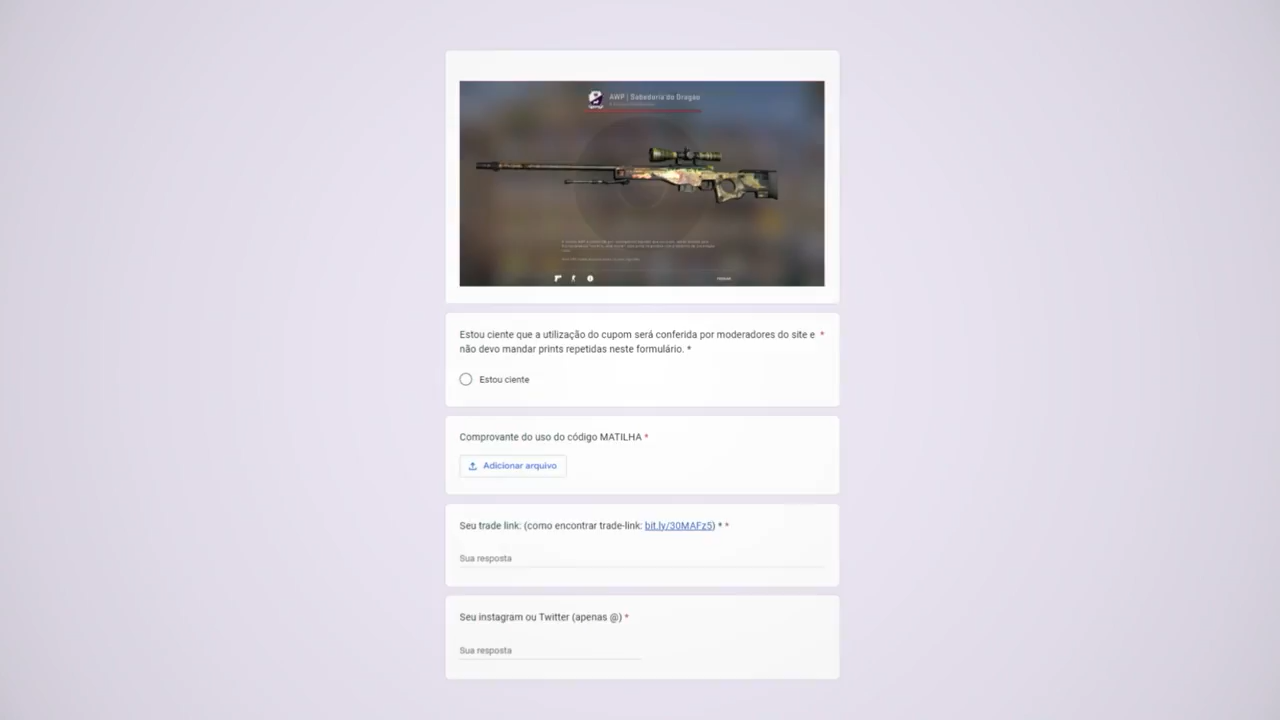 AWP | Sabedoria do Dragão
Estou ciente que a utilização do cupom será conferida por moderadores do site e *
não devo mandar prints repetidas neste formulário. *
Estou ciente
Comprovante do uso do código MATILHA *
Adicionar arquivo
Seu trade link: (como encontrar trade-link: bit.ly/30MAFz5) * *
Sua resposta
Seu instagram ou Twitter (apenas @) *
Sua resposta